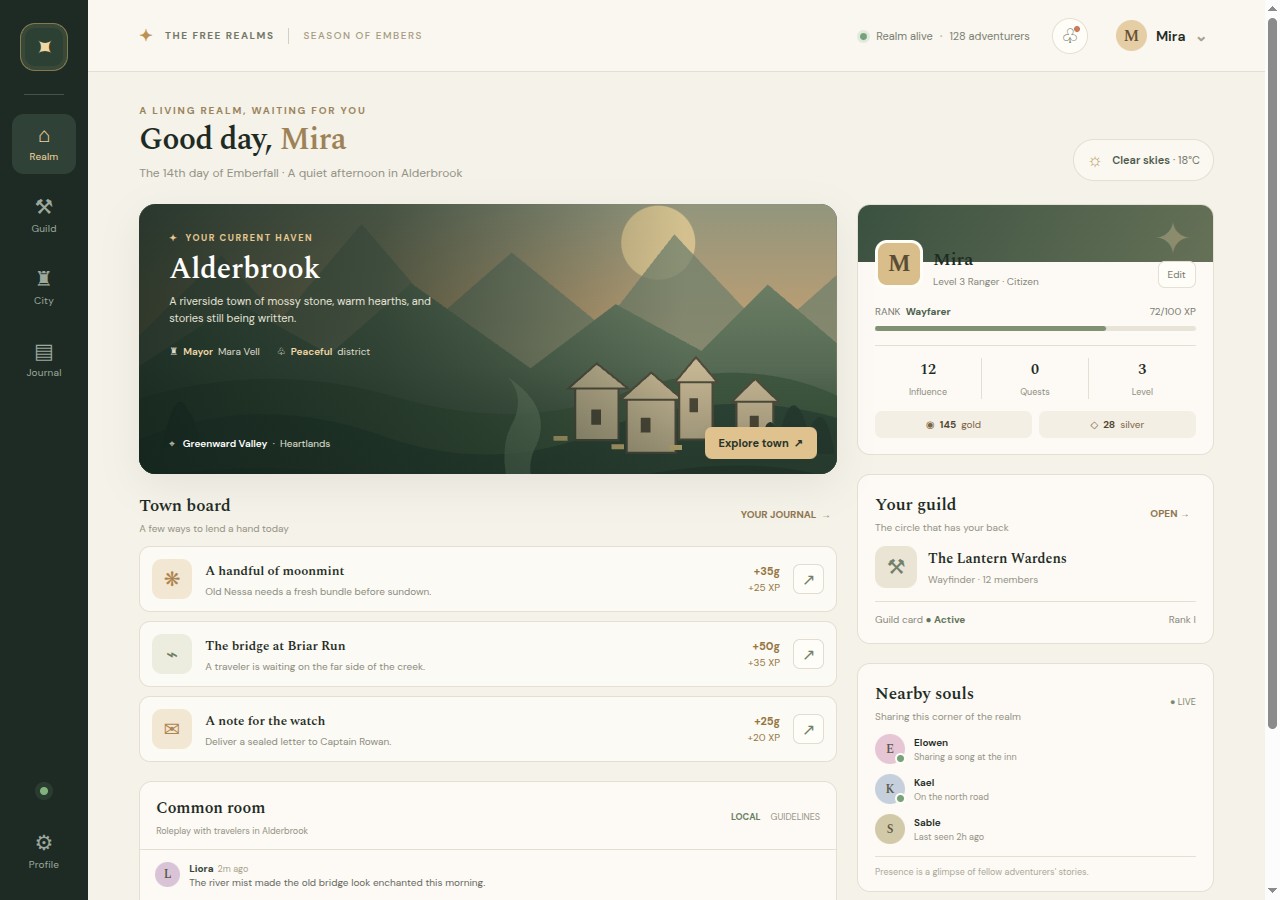 THE FREE REALMS
SEASON OF EMBERS
Realm alive · 128 adventurers
M
Mira
Realm
Guild
City
Journal
Profile
A LIVING REALM, WAITING FOR YOU
Good day, Mira
The 14th day of Emberfall · A quiet afternoon in Alderbrook
Clear skies · 18°C
YOUR CURRENT HAVEN
Alderbrook
A riverside town of mossy stone, warm hearths, and
stories still being written.
Mayor Mara Vell
Peaceful district
Greenward Valley · Heartlands
Explore town ↗
Town board
A few ways to lend a hand today
YOUR JOURNAL →
A handful of moonmint
Old Nessa needs a fresh bundle before sundown.
+35g
+25 XP
↗
The bridge at Briar Run
A traveler is waiting on the far side of the creek.
+50g
+35 XP
↗
A note for the watch
Deliver a sealed letter to Captain Rowan.
+25g
+20 XP
↗
Common room
Roleplay with travelers in Alderbrook
LOCAL
GUIDELINES
L
Liora 2m ago
The river mist made the old bridge look enchanted this morning.
M
Mira
Level 3 Ranger · Citizen
Edit
RANK Wayfarer
72/100 XP
12
Influence
0
Quests
3
Level
145 gold
28 silver
Your guild
The circle that has your back
OPEN →
The Lantern Wardens
Wayfinder · 12 members
Guild card ● Active
Rank I
Nearby souls
Sharing this corner of the realm
● LIVE
E
Elowen
Sharing a song at the inn
K
Kael
On the north road
S
Sable
Last seen 2h ago
Presence is a glimpse of fellow adventurers' stories.